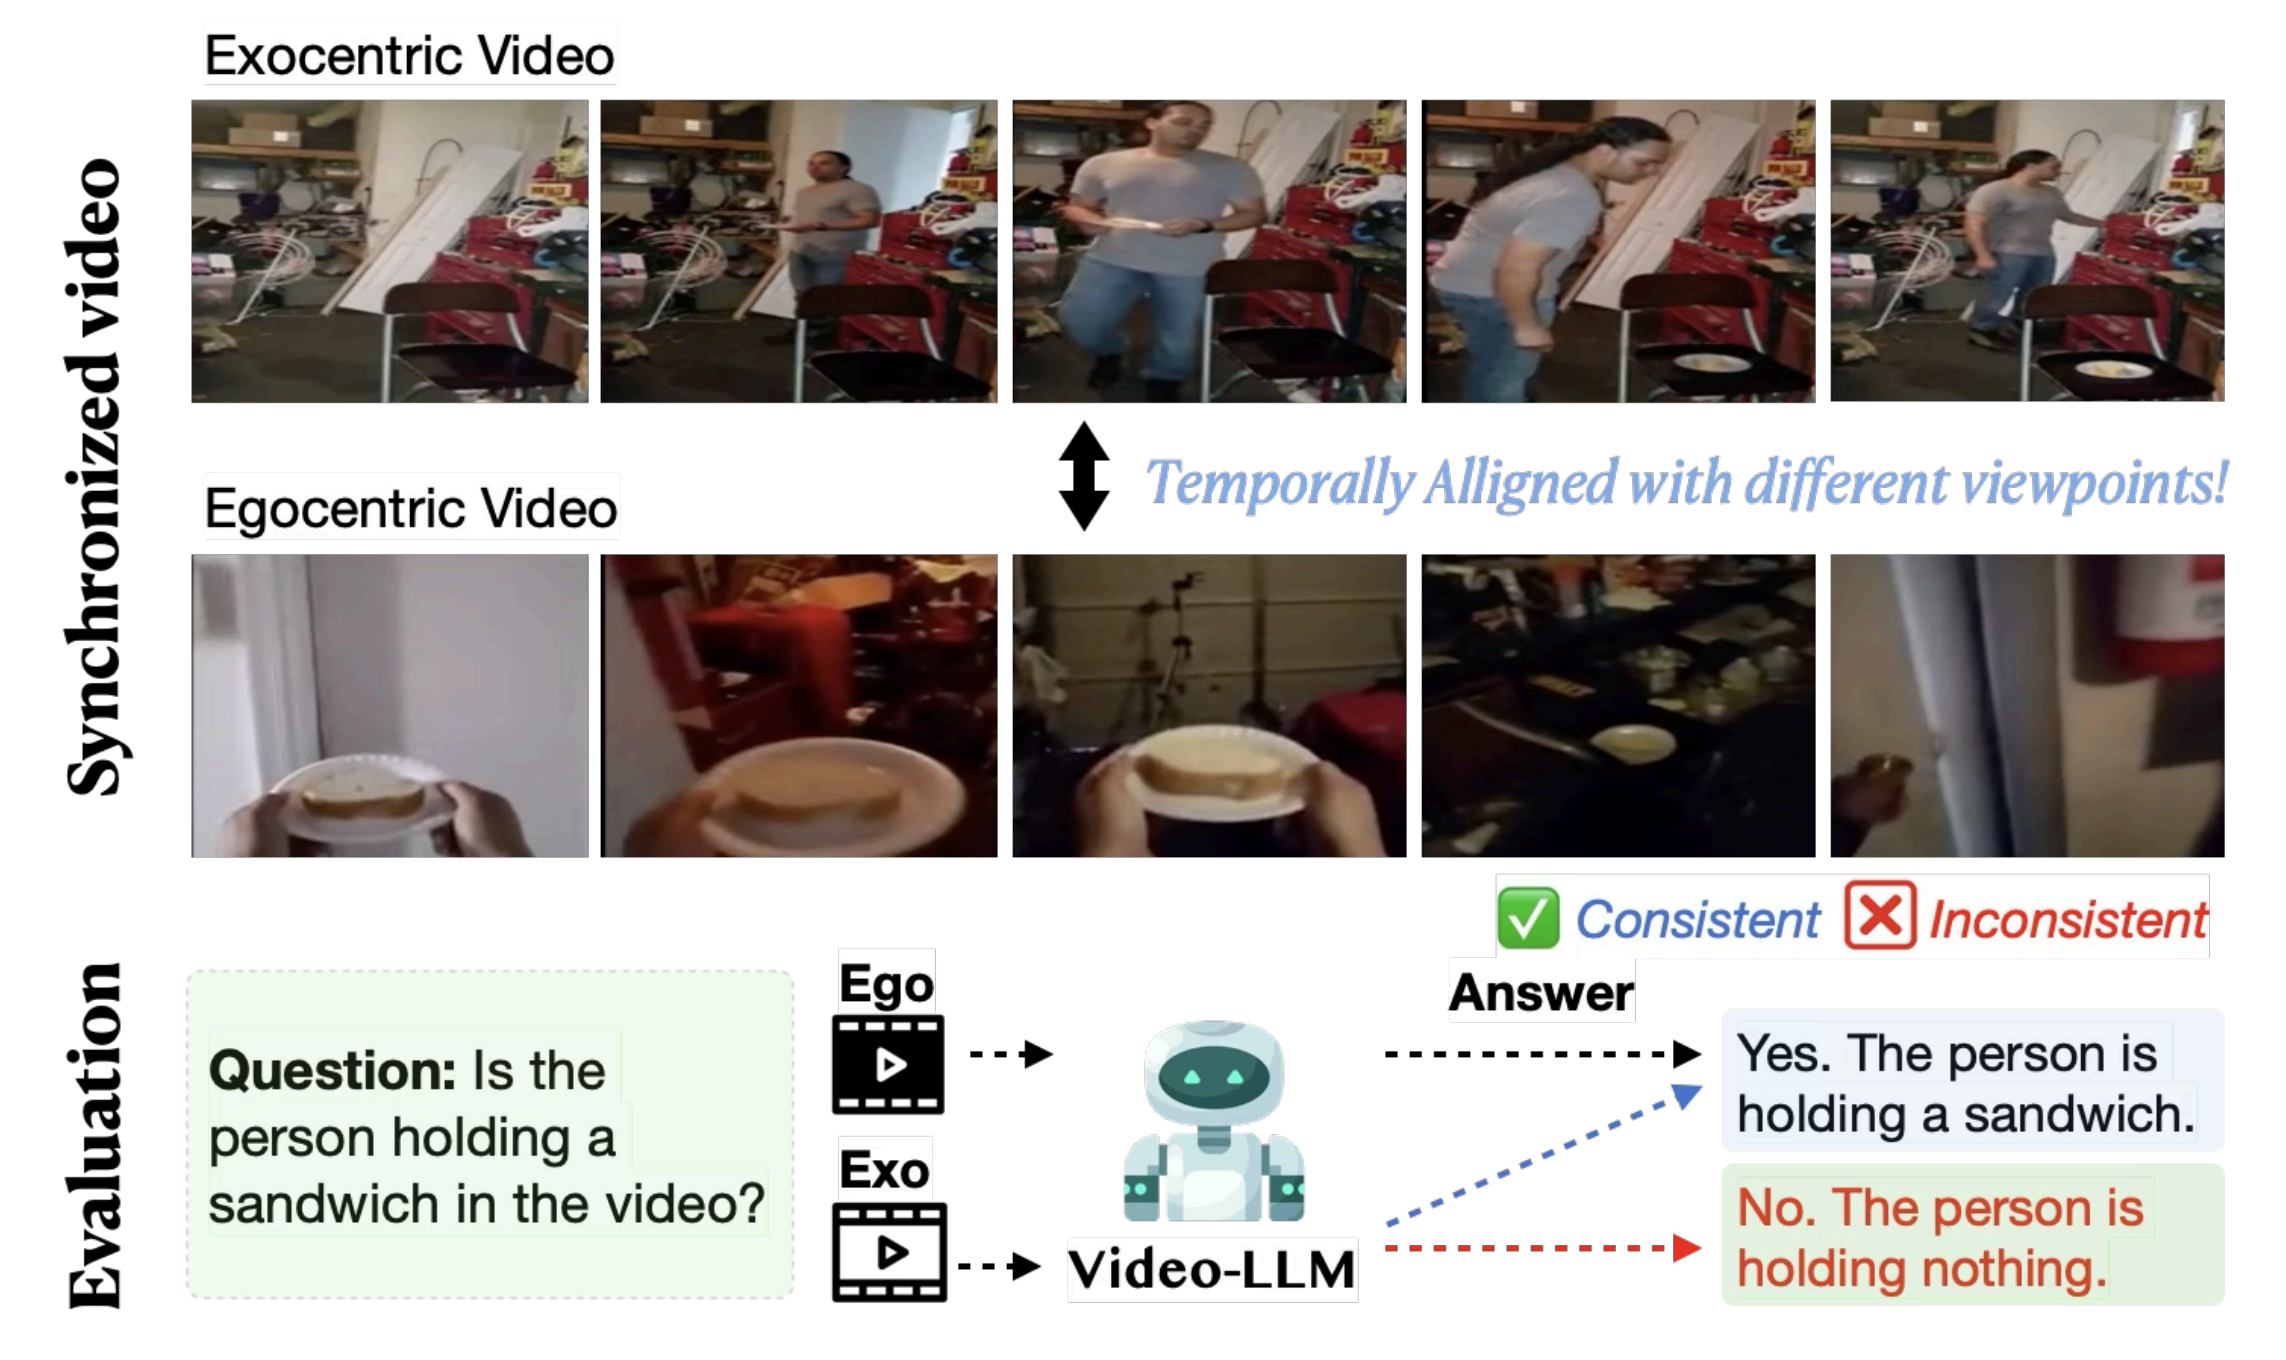 Synchronized video
Exocentric Video
Temporally Alligned with different viewpoints!
Egocentric Video
Consistent Inconsistent
Evaluation
Question: Is the
person holding a
sandwich in the video?
Ego
Exo
Video-LLM
Answer
Yes. The person is
holding a sandwich.
No. The person is
holding nothing.